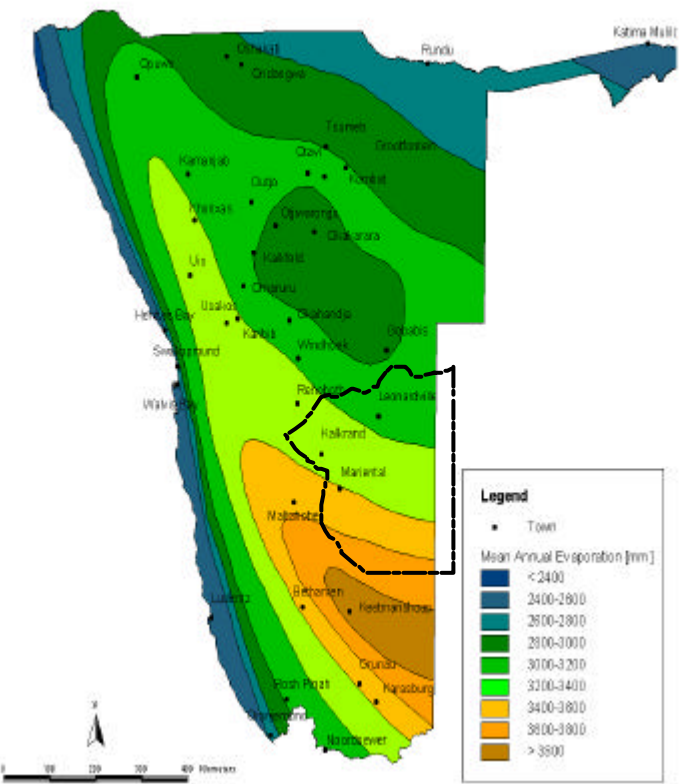 Katima Mulilo
Oshakati
Rundu
Opuwo
Ondangwa
Tsumeb
Grootfontein
Otavi
Kamanjab
Kombat
Outjo
Khorixas
Otjiwarongo
Okakarara
Kalkfeld
Uis
Omaruru
Usakos
Henties Bay
Okahandja
Karibib
Gobabis
Windhoek
Swakopmund
Rehoboth
Leonardville
Walvis Bay
Kalkrand
Mariental
Maltahohe
Legend
Town
Mean Annual Evaporation [mm]
< 2400
2400-2600
2600-2800
2800-3000
3000-3200
3200-3400
3400-3600
3600-3800
> 3800
Luderitz
Bethanien
Keetmanshoop
Grunau
Rosh Pinah
Karasburg
Oranjemund
Noordoewer
N
0 100 200 300 400 Kilometers